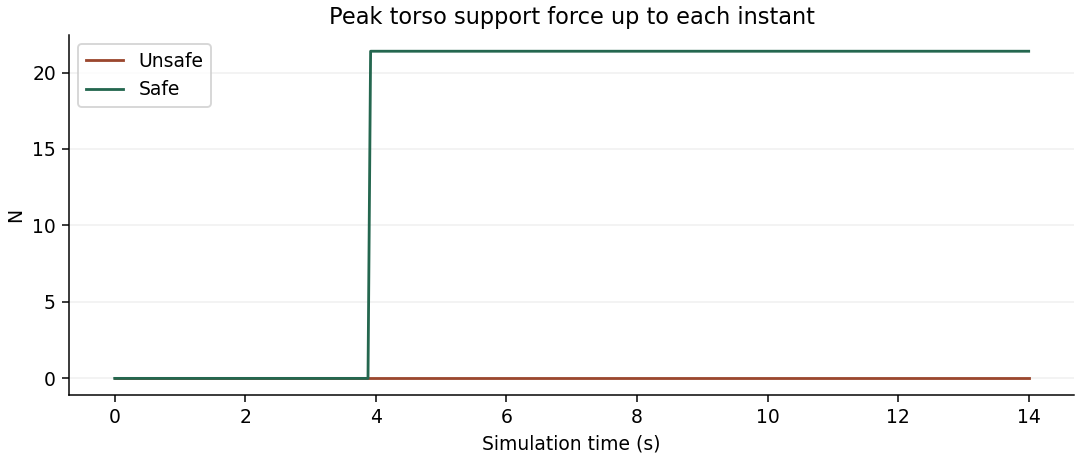 Peak torso support force up to each instant
Unsafe
Safe
N
20
15
10
5
0
0 2 4 6 8 10 12 14
Simulation time (s)